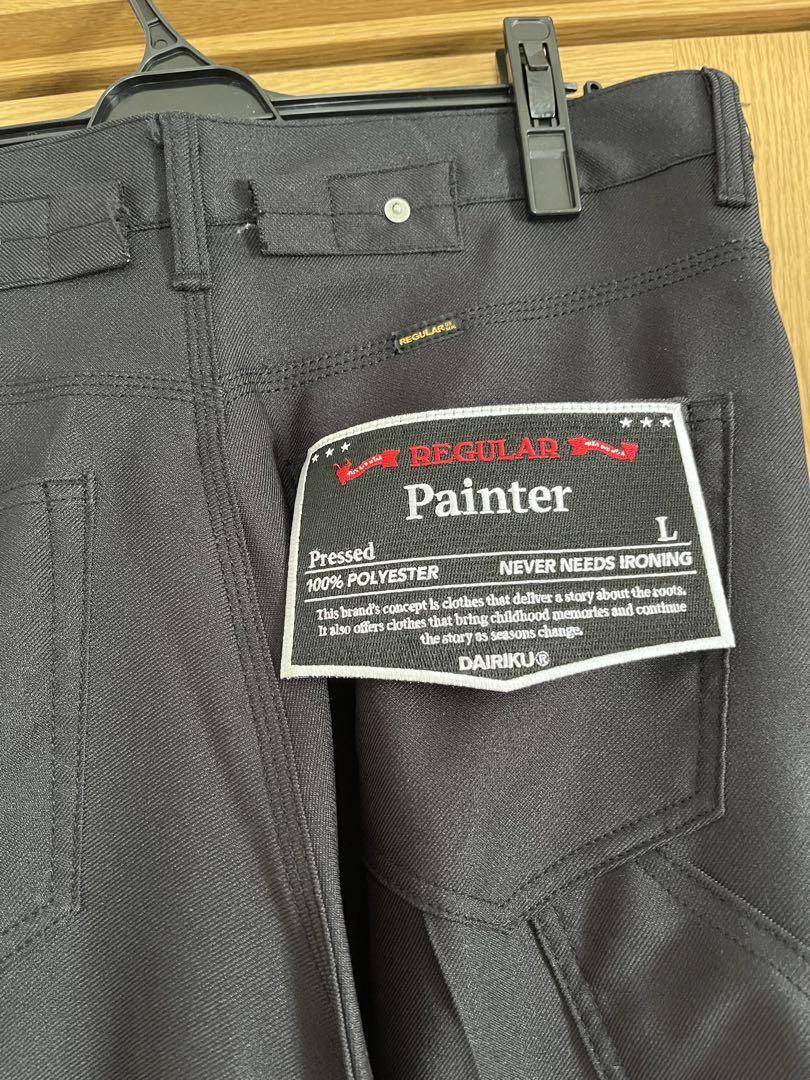 REGULAR
REGULAR
Painter
Pressed L
100% POLYESTER NEVER NEEDS IRONING
This brand's concept is clothes that deliver a story about the roots.
It also offers clothes that bring childhood memories and continue
the story as seasons change.
DAIRIKU®